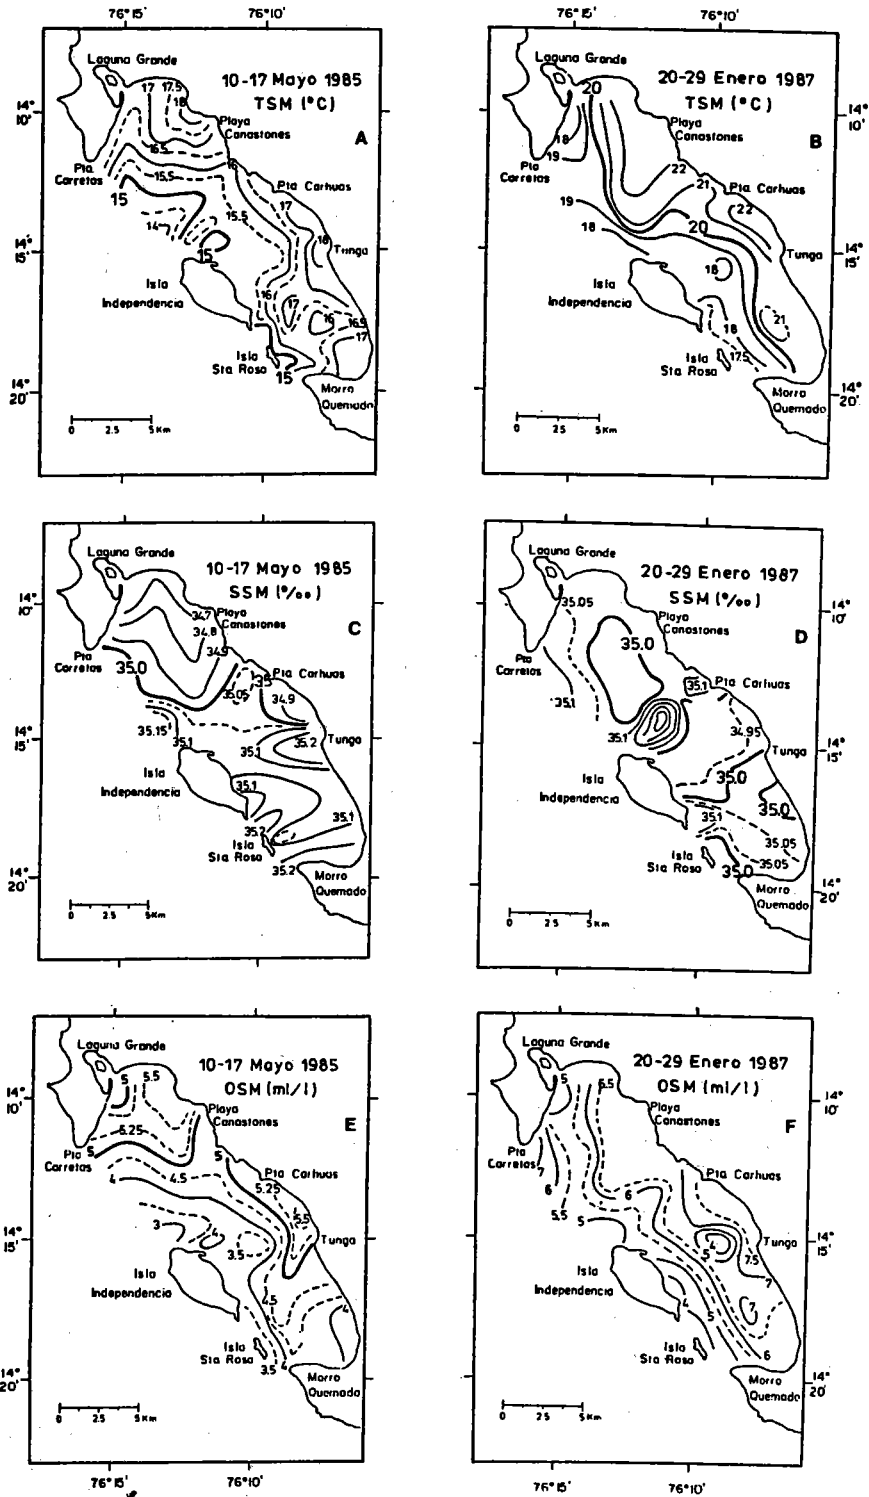 76°15'
76°10'
76°15'
76°10'
Laguna Grande
10-17 Mayo 1985
TSM (°C)
14°
10'
17
17.5
18
Playa
Canastones
A
16.5
Pta
Carretas
16
15.5
Pta Carhuas
15
17
15.5
14
18
Tunga
14°
15'
15
Isla
Independencia
16
17
16
16.5
17
Isla
Sta Rosa
15
14°
20'
Morro
Quemado
0 2.5 5 Km
Laguna Grande
20-29 Enero 1987
TSM (°C)
20
14°
10'
Playa
Canastones
B
18
19
Pta
Carretas
22
21
Pta Carhuas
19
22
18
20
Tunga
14°
15'
18
Isla
Independencia
21
18
17.5
Isla
Sta Rosa
Morro
Quemado
14°
20'
0 2.5 5 Km
Laguna Grande
10-17 Mayo 1985
SSM (°/oo)
14°
10'
34.7
Playa
Canastones
34.8
C
34.9
Pta
Carretas
35.0
35
Pta Carhuas
35.05
34.9
35.15
35.1
35.2
Tunga
14°
15'
35.1
Isla
Independencia
35.1
35.1
35.2
Isla
Sta Rosa
35.2
14°
20'
Morro
Quemado
0 2.5 5 Km
Laguna Grande
20-29 Enero 1987
SSM (°/oo)
35.05
14°
10'
Playa
Canastones
D
35.0
Pta
Carretas
35.1
Pta Carhuas
35.1
34.95
35.1
Tunga
14°
15'
35.0
Isla
Independencia
35.0
35.1
35.05
Isla
Sta Rosa
35.05
35.0
Morro
Quemado
14°
20'
0 2.5 5 Km
Laguna Grande
10-17 Mayo 1985
OSM (ml/l)
5
5.5
14°
10'
Playa
Canastones
E
5.25
Pta
Carretas
5
5
Pta Carhuas
4.5
4
5.25
3
4
5.5
Tunga
14°
15'
3.5
Isla
Independencia
4.5
4
Isla
Sta Rosa
3.5
4
14°
20'
Morro
Quemado
0 2.5 5 Km
Laguna Grande
20-29 Enero 1987
OSM (ml/l)
5
5.5
14°
10'
Playa
Canastones
F
Pta
Carretas
7
6
Pta Carhuas
6
5.5
5
4
5
Tunga
14°
15'
7.5
7
Isla
Independencia
4
5
7
6
Isla
Sta Rosa
Morro
Quemado
14°
20'
0 2.5 5 Km
76°15'
76°10'
76°15'
76°10'